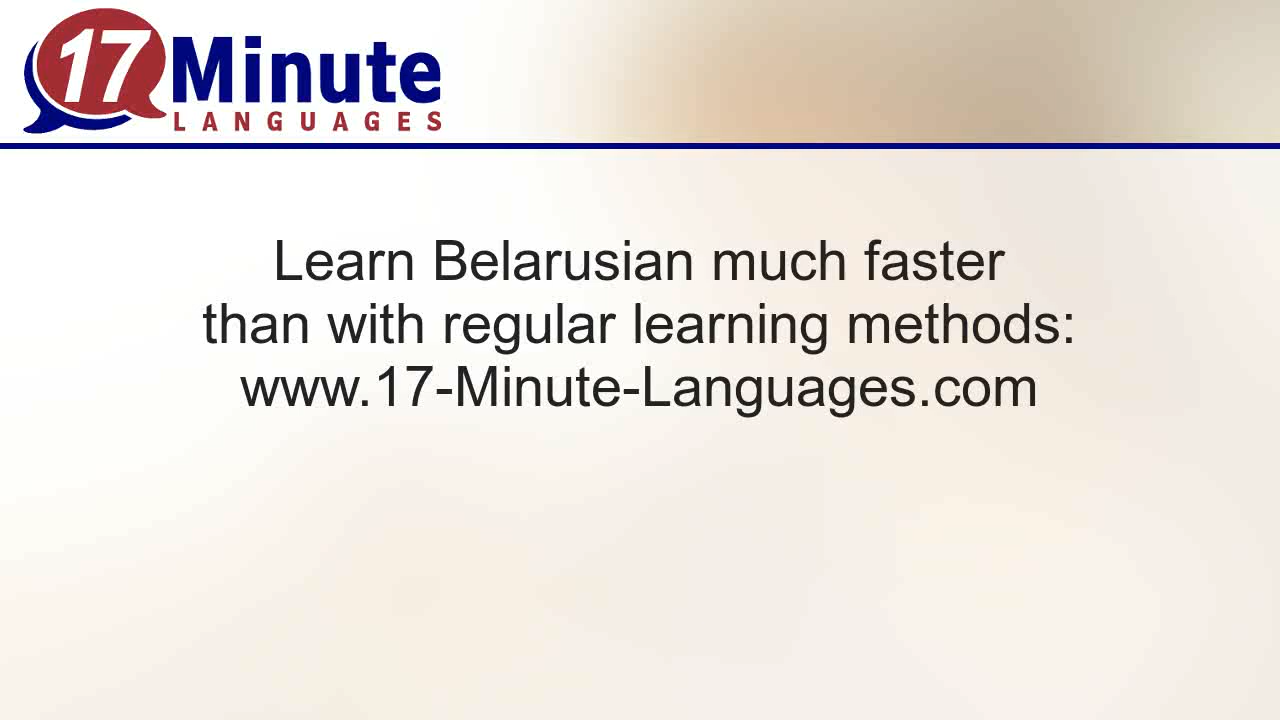 17 Minute
LANGUAGES
Learn Belarusian much faster
than with regular learning methods:
www.17-Minute-Languages.com